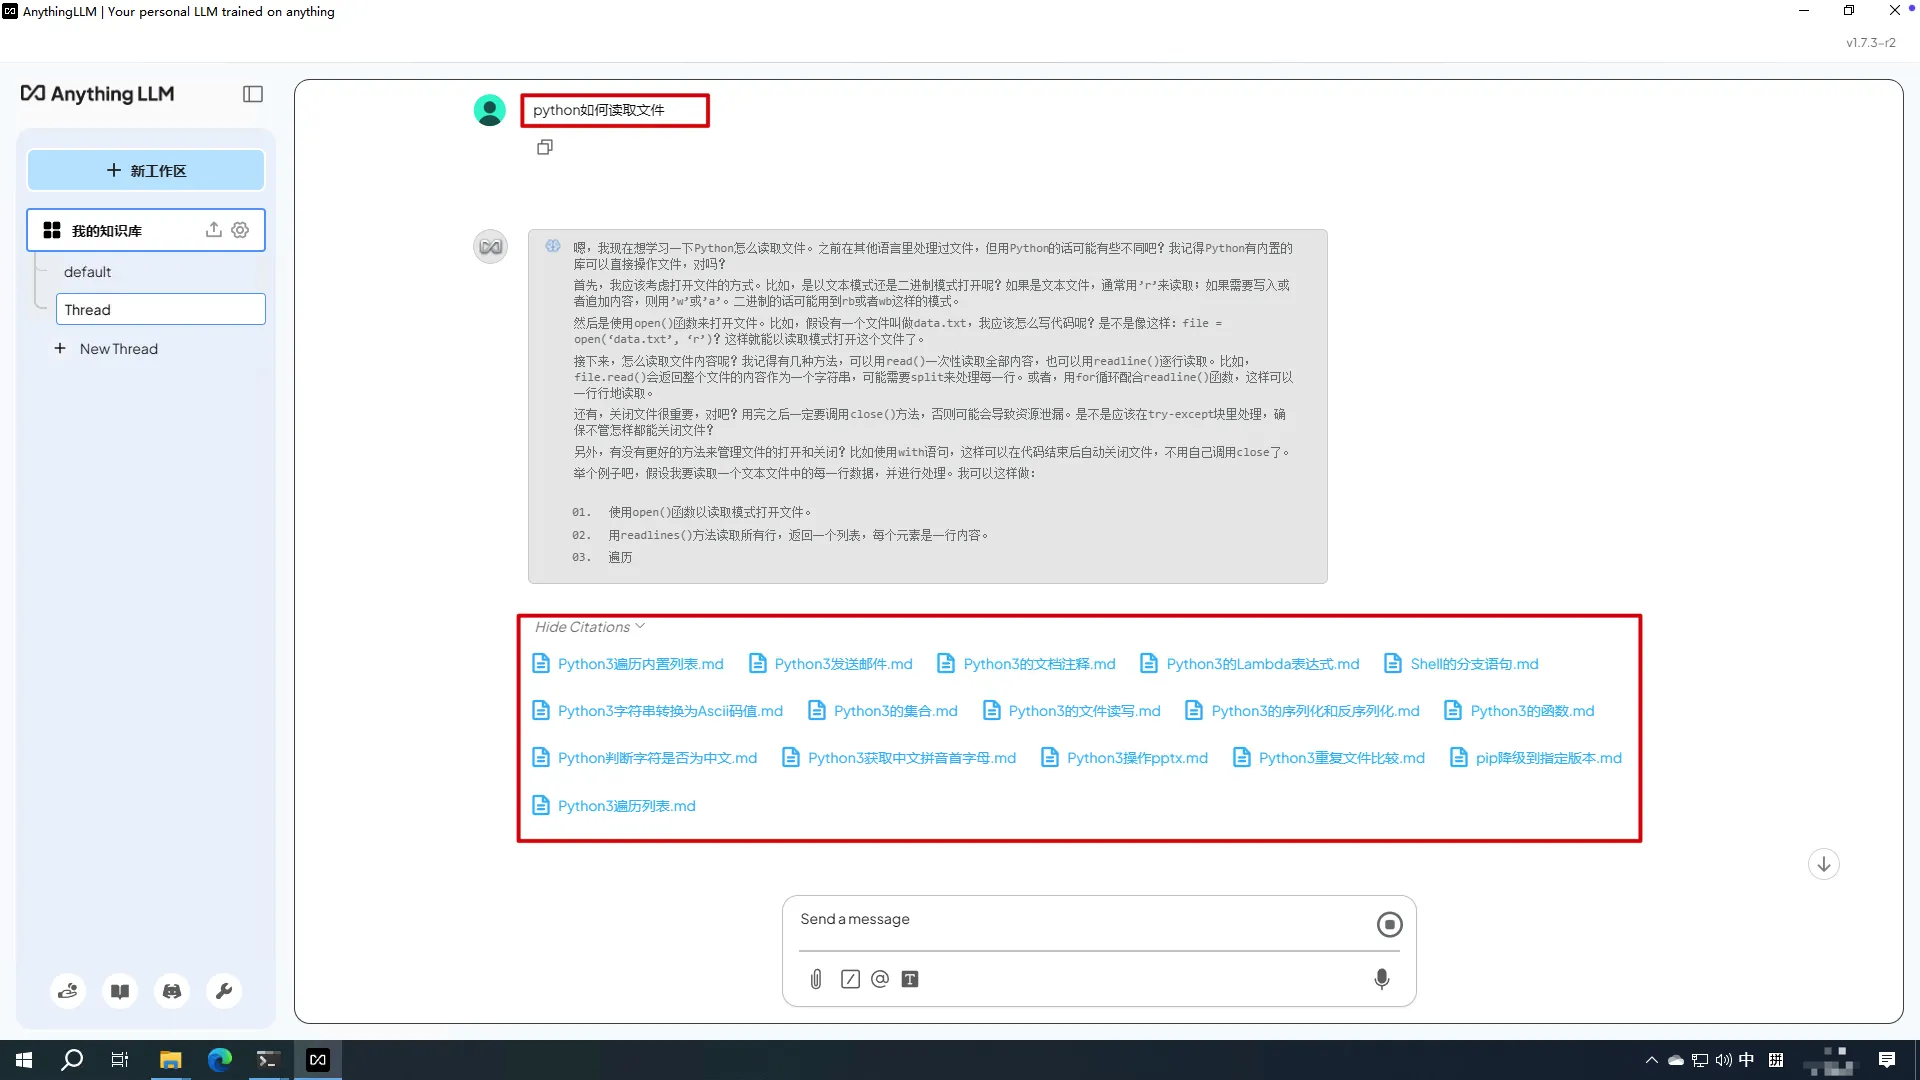 AnythingLLM | Your personal LLM trained on anything
v1.7.3-r2
Anything LLM
新工作区
我的知识库
default
Thread
New Thread
python如何读取文件
嗯，我现在想学习一下Python怎么读取文件。之前在其他语言里处理过文件，但用Python的话可能有些不同吧？我记得Python有内置的
库可以直接操作文件，对吗？
首先，我应该考虑打开文件的方式。比如，是以文本模式还是二进制模式打开呢？如果是文本文件，通常用’r’来读取；如果需要写入或
者追加内容，则用’w’或’a’。二进制的话可能用到rb或者wb这样的模式。
然后是使用open()函数来打开文件。比如，假设有一个文件叫做data.txt，我应该怎么写代码呢？是不是像这样：file =
open(‘data.txt’, ‘r’)？这样就能以读取模式打开这个文件了。
接下来，怎么读取文件内容呢？我记得有几种方法，可以用read()一次性读取全部内容，也可以用readline()逐行读取。比如，
file.read()会返回整个文件的内容作为一个字符串，可能需要split来处理每一行。或者，用for循环配合readline()函数，这样可以
一行行地读取。
还有，关闭文件很重要，对吧？用完之后一定要调用close()方法，否则可能会导致资源泄漏。是不是应该在try-except块里处理，确
保不管怎样都能关闭文件？
另外，有没有更好的方法来管理文件的打开和关闭？比如使用with语句，这样可以在代码结束后自动关闭文件，不用自己调用close了。
举个例子吧，假设我要读取一个文本文件中的每一行数据，并进行处理。我可以这样做：
01. 使用open()函数以读取模式打开文件。
02. 用readlines()方法读取所有行，返回一个列表，每个元素是一行内容。
03. 遍历
Hide Citations
Python3遍历内置列表.md Python3发送邮件.md Python3的文档注释.md Python3的Lambda表达式.md Shell的分支语句.md
Python3字符串转换为Ascii码值.md Python3的集合.md Python3的文件读写.md Python3的序列化和反序列化.md Python3的函数.md
Python判断字符是否为中文.md Python3获取中文拼音首字母.md Python3操作pptx.md Python3重复文件比较.md pip降级到指定版本.md
Python3遍历列表.md
Send a message
中 拼